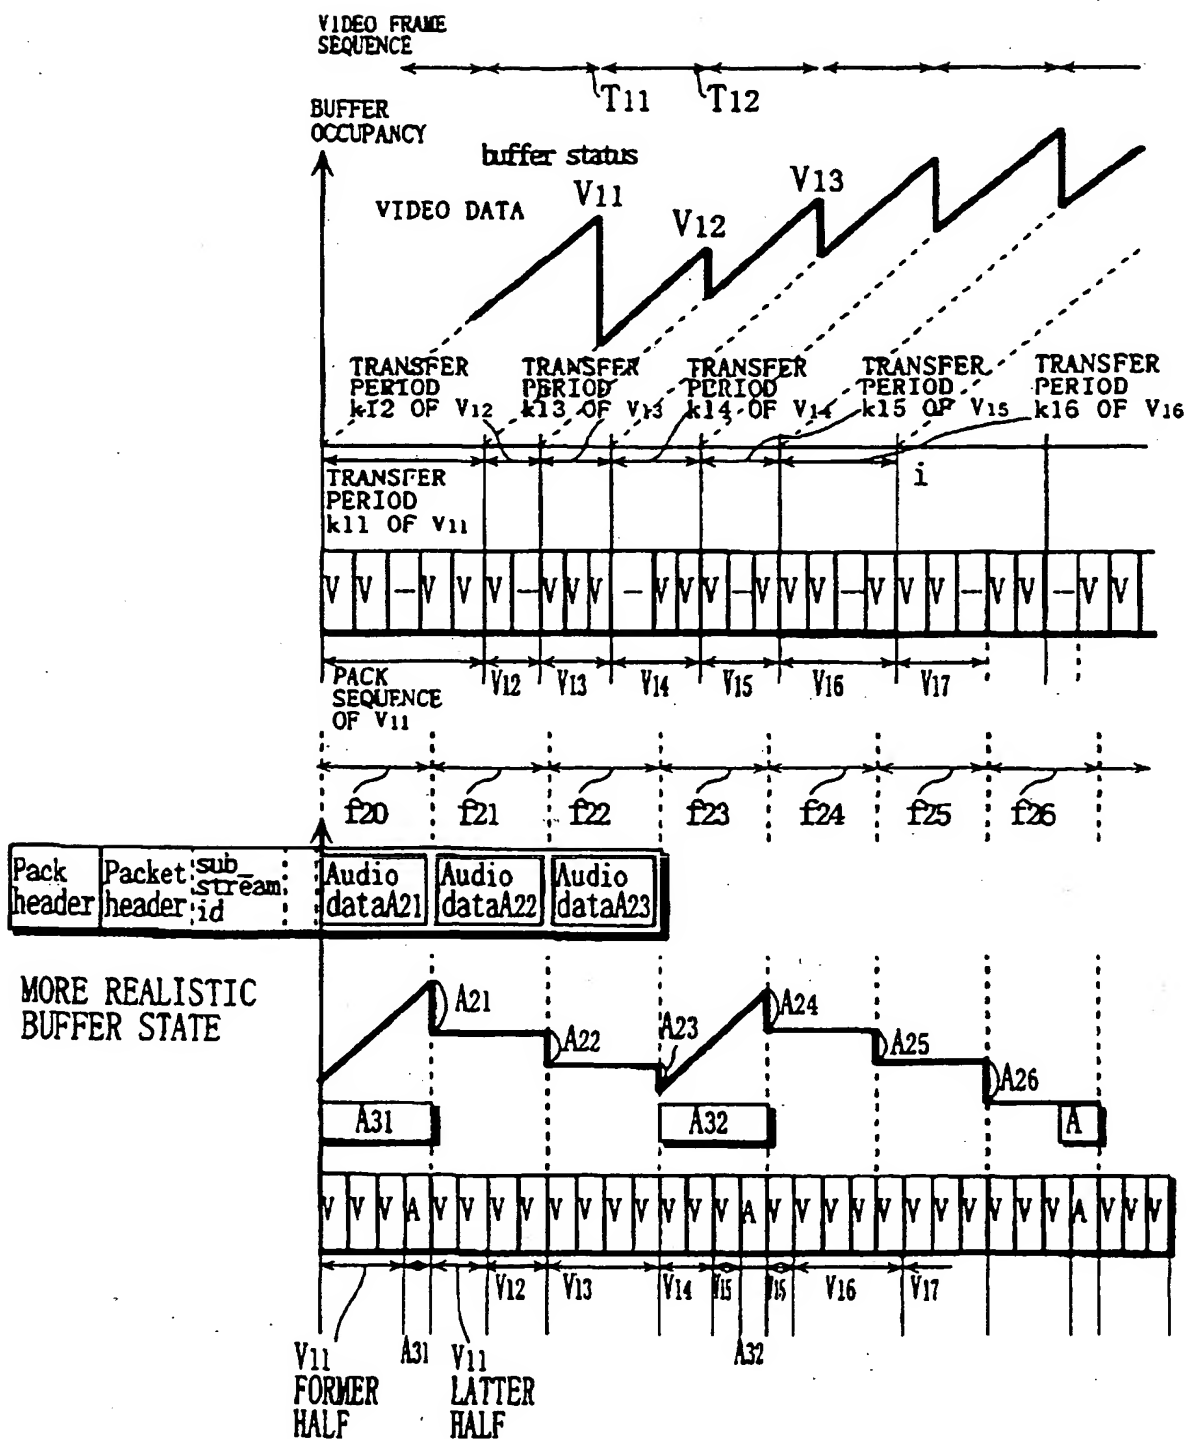 VIDEO FRAME
SEQUENCE
T11 T12
BUFFER
OCCUPANCY
buffer status
VIDEO DATA
V11
V12
V13
TRANSFER PERIOD k12 OF V12
TRANSFER PERIOD k13 OF V13
TRANSFER PERIOD k14 OF V14
TRANSFER PERIOD k15 OF V15
TRANSFER PERIOD k16 OF V16
i
TRANSFER
PERIOD
k11 OF V11
V V - V V V - V V V - V V V - V V - V V V - V V - V V
PACK
SEQUENCE
OF V11
V12 V13 V14 V15 V16 V17
f20 f21 f22 f23 f24 f25 f26
Pack header
Packet header
sub_stream id
Audio dataA21
Audio dataA22
Audio dataA23
MORE REALISTIC
BUFFER STATE
A21
A22
A23
A24
A25
A26
A31 A32 A
V V V A V V V V V V V V V V V A V V V V V V V V V V V A V V V
V12 V13 V14 V15 V15 V16 V17
A31 A32
V11
FORMER
HALF
V11
LATTER
HALF